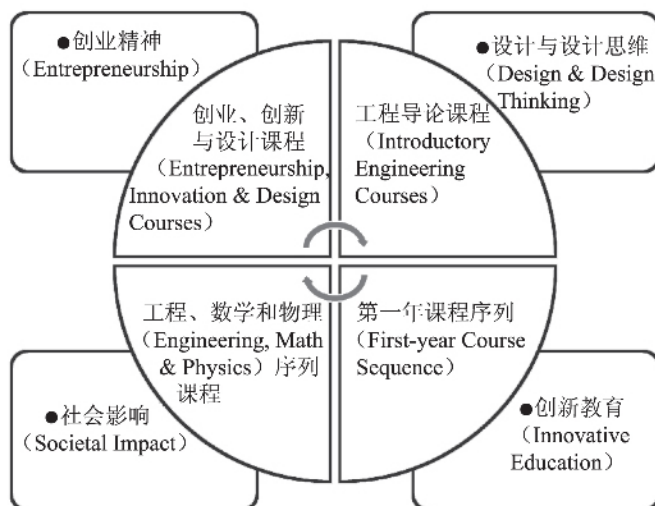 ●创业精神
（Entrepreneurship）
●设计与设计思维
（Design & Design
Thinking）
创业、创新
与设计课程
（Entrepreneurship,
Innovation & Design
Courses）
工程导论课程
（Introductory
Engineering
Courses）
工程、数学和物理
（Engineering, Math
& Physics）序列
课程
第一年课程序列
（First-year Course
Sequence）
●社会影响
（Societal Impact）
●创新教育
（Innovative
Education）